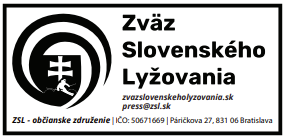 Zväz
Slovenského
Lyžovania
zvazslovenskeholyzovania.sk
press@zsl.sk
ZSL - občianske združenie | IČO: 50671669 | Páričkova 27, 831 06 Bratislava